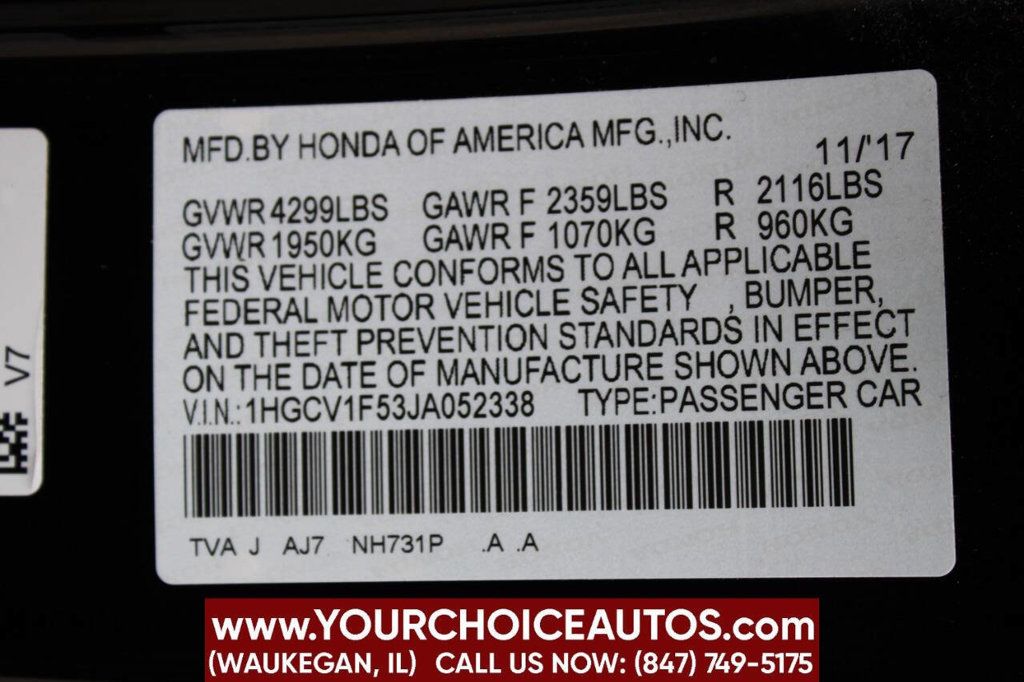 MFD.BY HONDA OF AMERICA MFG.,INC. 11/'17
GVWR 4299LBS GAWR F 2359LBS R 2116LBS
GVWR 1950KG GAWR F 1070KG R 960KG
THIS VEHICLE CONFORMS TO ALL APPLICABLE
FEDERAL MOTOR VEHICLE SAFETY , BUMPER,
AND THEFT PREVENTION STANDARDS IN EFFECT
ON THE DATE OF MANUFACTURE SHOWN ABOVE.
V.I.N.:1HGCV1F53JA052338 TYPE:PASSENGER CAR
TVA J AJ7 NH731P .A .A
V7
www.YOURCHOICEAUTOS.com
(WAUKEGAN, IL) CALL US NOW: (847) 749-5175